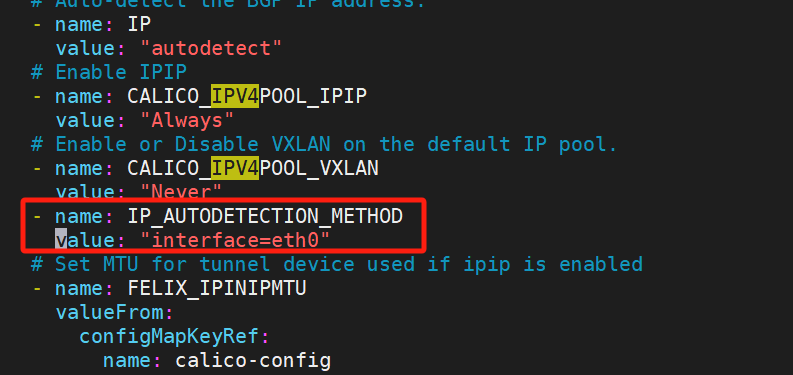 # Auto-detect the BGP IP address.
- name: IP
value: "autodetect"
# Enable IPIP
- name: CALICO_IPV4POOL_IPIP
value: "Always"
# Enable or Disable VXLAN on the default IP pool.
- name: CALICO_IPV4POOL_VXLAN
value: "Never"
- name: IP_AUTODETECTION_METHOD
value: "interface=eth0"
# Set MTU for tunnel device used if ipip is enabled
- name: FELIX_IPINIPMTU
valueFrom:
configMapKeyRef:
name: calico-config